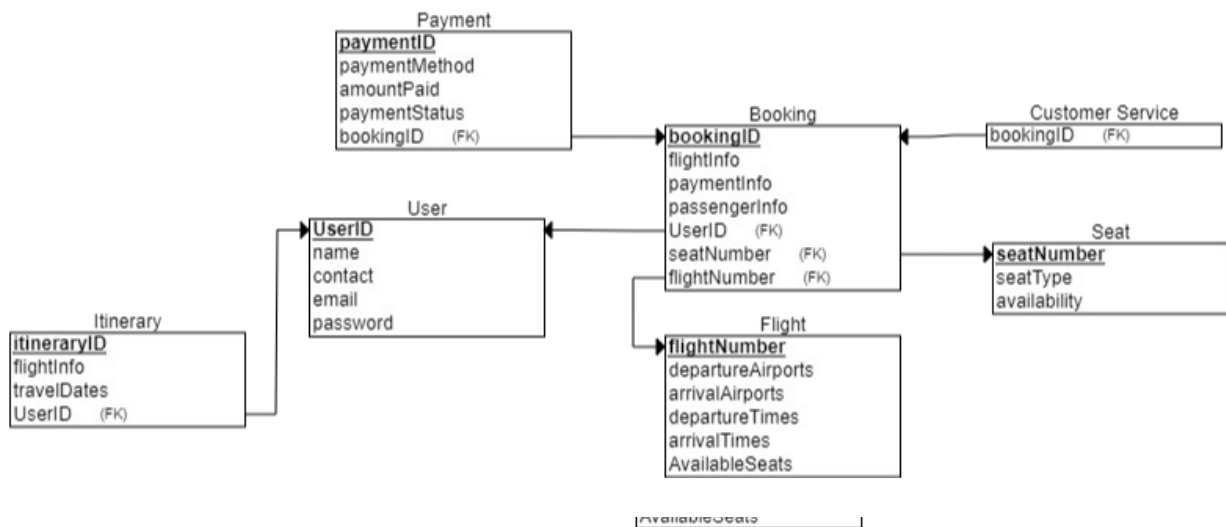 Payment
paymentID
paymentMethod
amountPaid
paymentStatus
bookingID (FK)
Booking
bookingID
flightInfo
paymentInfo
passengerInfo
UserID (FK)
seatNumber (FK)
flightNumber (FK)
Customer Service
bookingID (FK)
User
UserID
name
contact
email
password
Seat
seatNumber
seatType
availability
Itinerary
itineraryID
flightInfo
travelDates
UserID (FK)
Flight
flightNumber
departureAirports
arrivalAirports
departureTimes
arrivalTimes
AvailableSeats
AvailableSeats